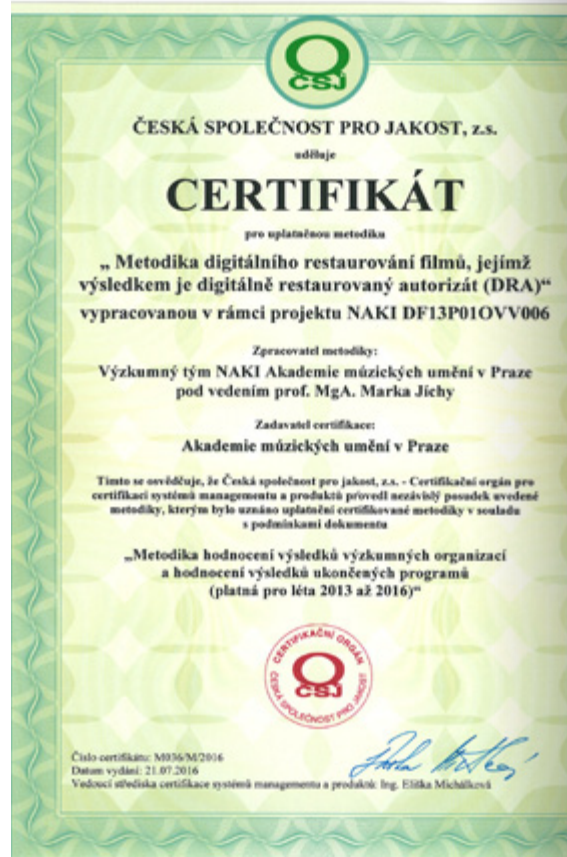 ČSJ
ČESKÁ SPOLEČNOST PRO JAKOST, z.s.
uděluje
CERTIFIKÁT
pro uplatněnou metodiku
„ Metodika digitálního restaurování filmů, jejímž
výsledkem je digitálně restaurovaný autorizát (DRA)“
vypracovanou v rámci projektu NAKI DF13P01OVV006
Zpracovatel metodiky:
Výzkumný tým NAKI Akademie múzických umění v Praze
pod vedením prof. MgA. Marka Jíchy
Zadavatel certifikace:
Akademie múzických umění v Praze
Tímto se osvědčuje, že Česká společnost pro jakost, z.s. - Certifikační orgán pro
certifikaci systémů managementu a produktů provedl nezávislý posudek uvedené
metodiky, kterým bylo uznáno uplatnění certifikované metodiky v souladu
s podmínkami dokumentu
„Metodika hodnocení výsledků výzkumných organizací
a hodnocení výsledků ukončených programů
(platná pro léta 2013 až 2016)“
CERTIFIKAČNÍ ORGÁN
ČSJ
ČESKÁ SPOLEČNOST PRO JAKOST
Číslo certifikátu: M036/M/2016
Datum vydání: 21.07.2016
Vedoucí střediska certifikace systémů managementu a produktů: Ing. Eliška Michálková